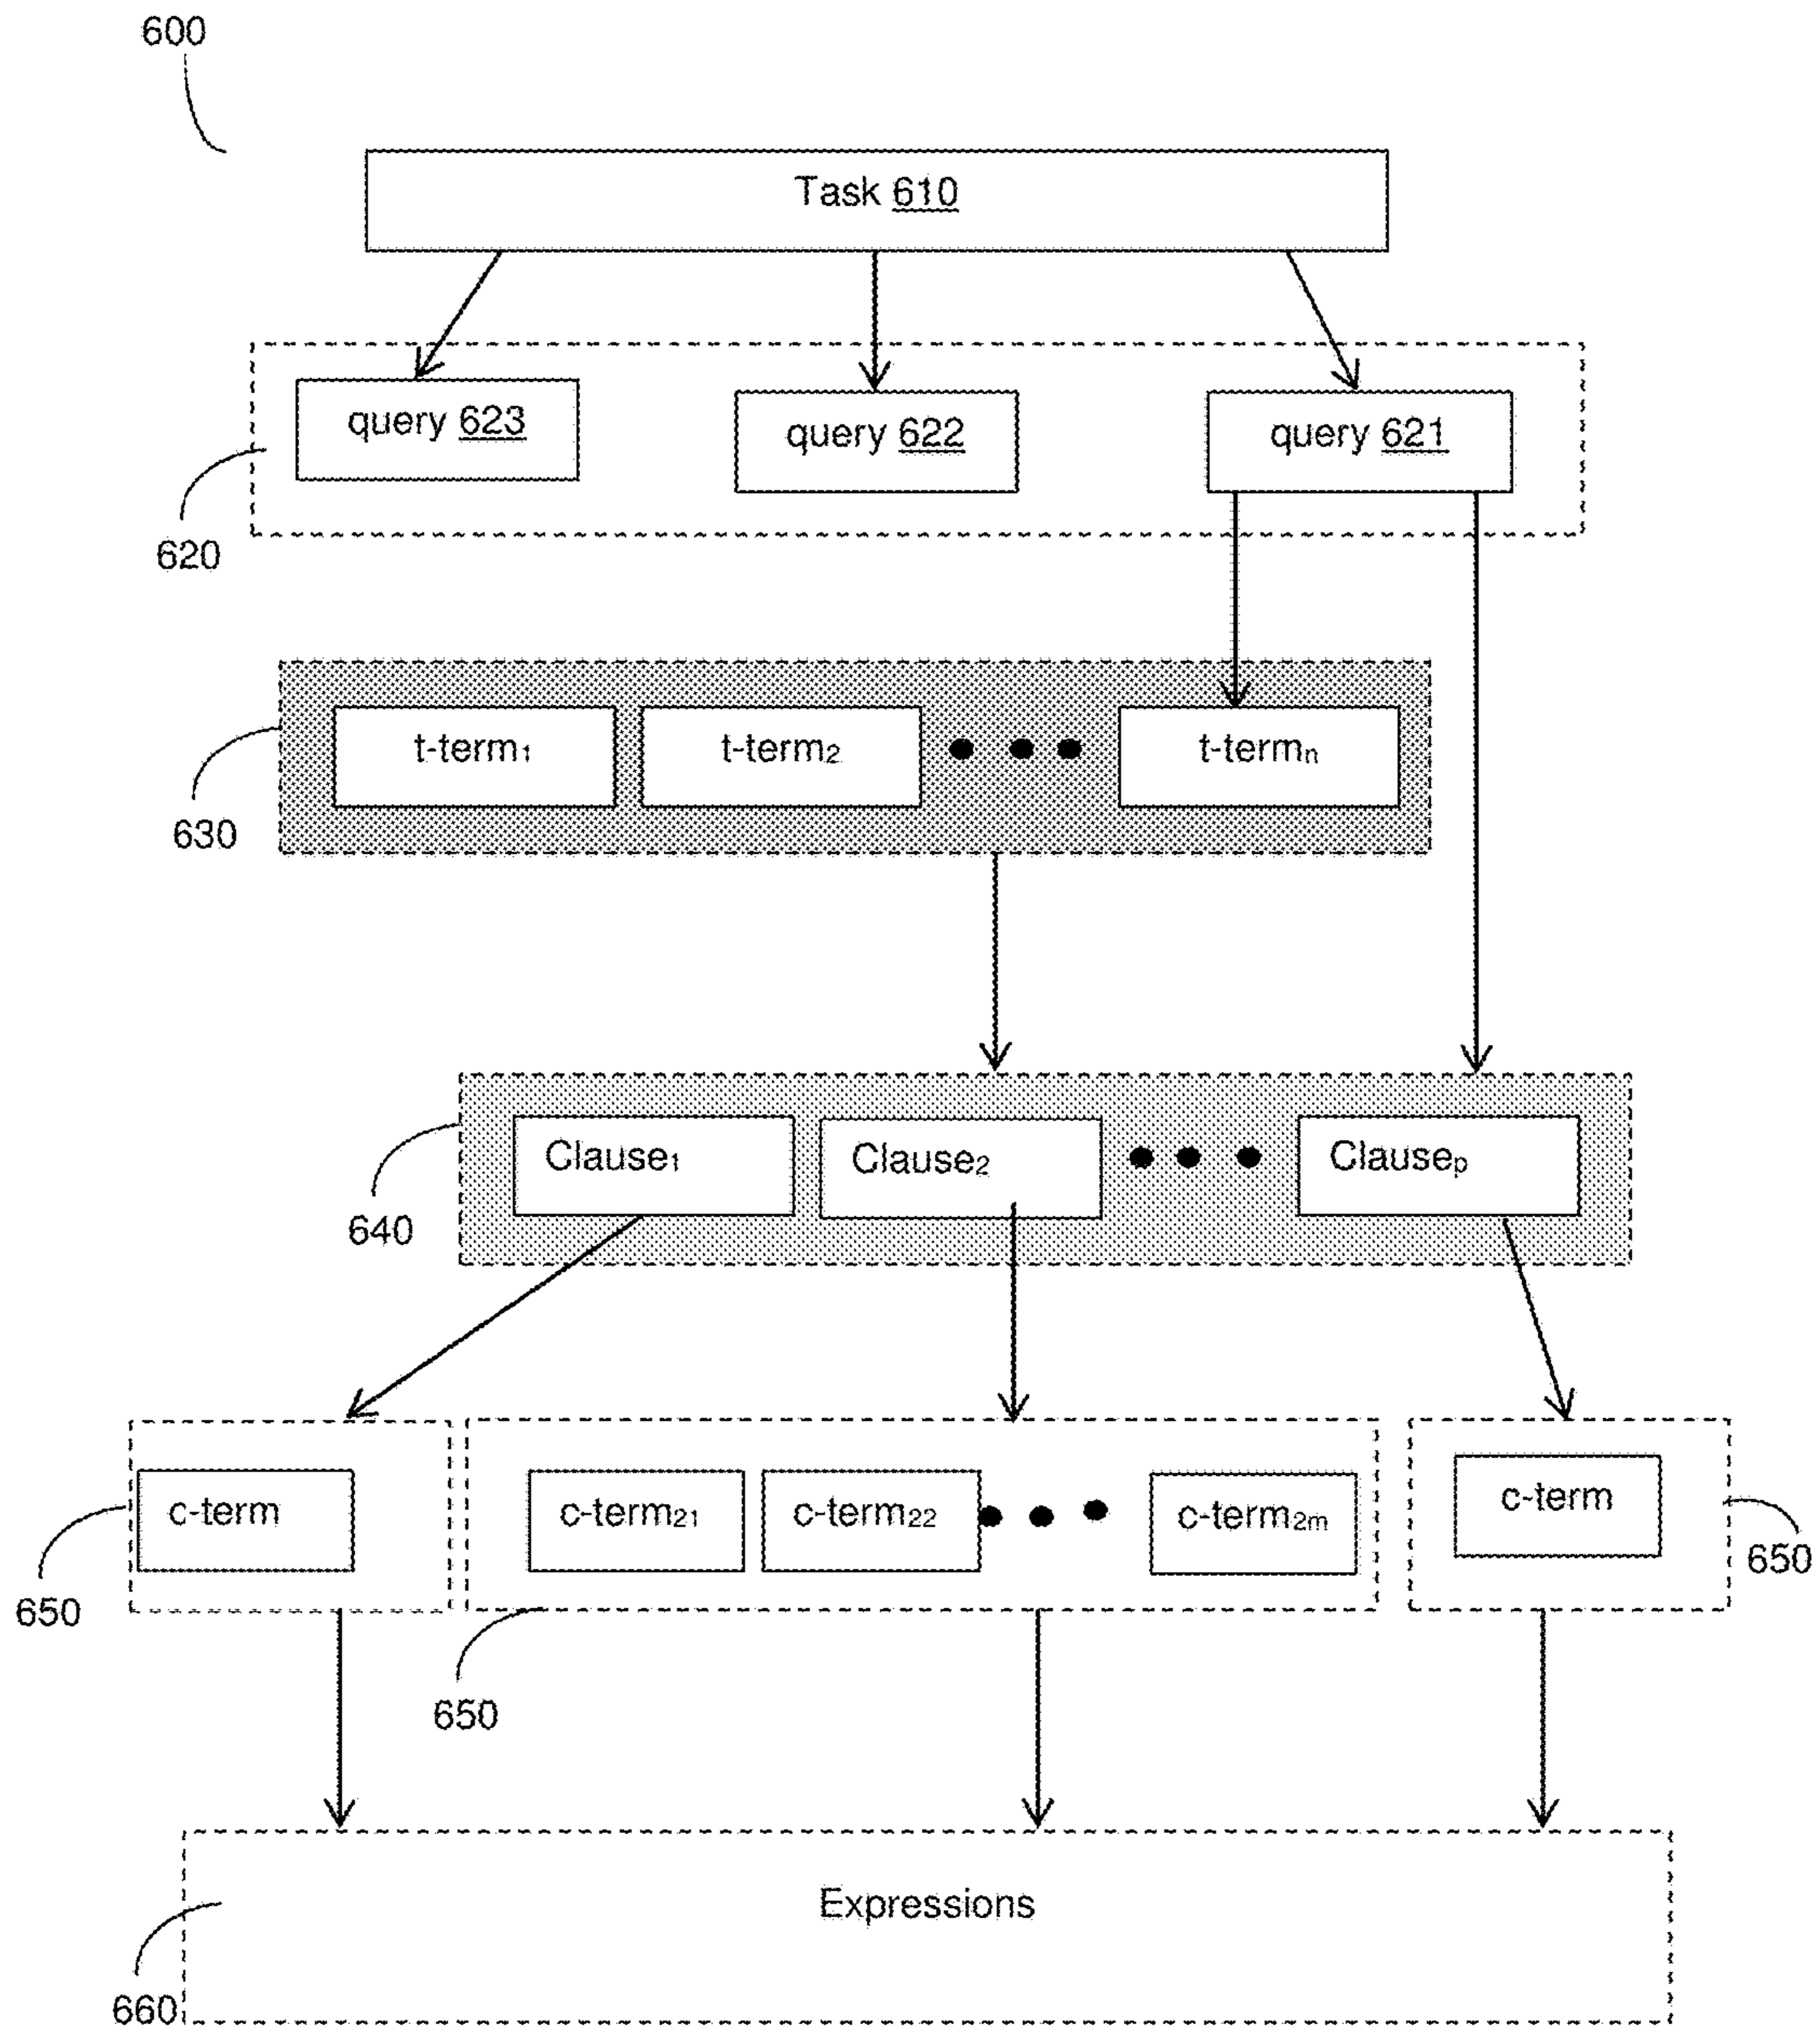 600
Task 610
query 623
query 622
query 621
620
t-term1
t-term2
t-termn
630
Clause1
Clause2
Clausep
640
c-term
c-term21
c-term22
c-term2m
c-term
650
650
650
Expressions
660